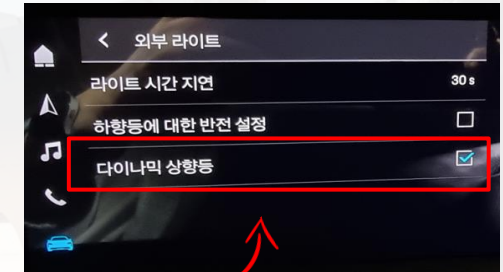 외부 라이트
라이트 시간 지연 30 s
하향등에 대한 반전 설정
다이나믹 상향등